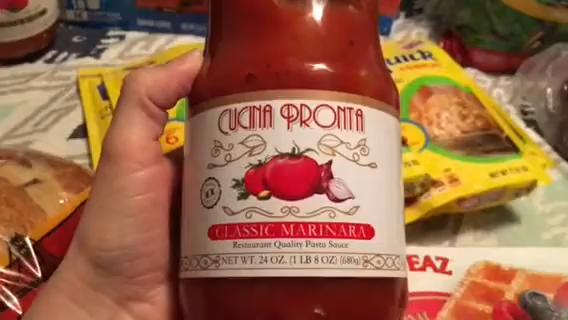 UICK
CUCINA PRONTA
CLASSIC MARINARA
Restaurant Quality Pasta Sauce
NET WT. 24 OZ. (1 LB 8 OZ) (680g)
EAZ